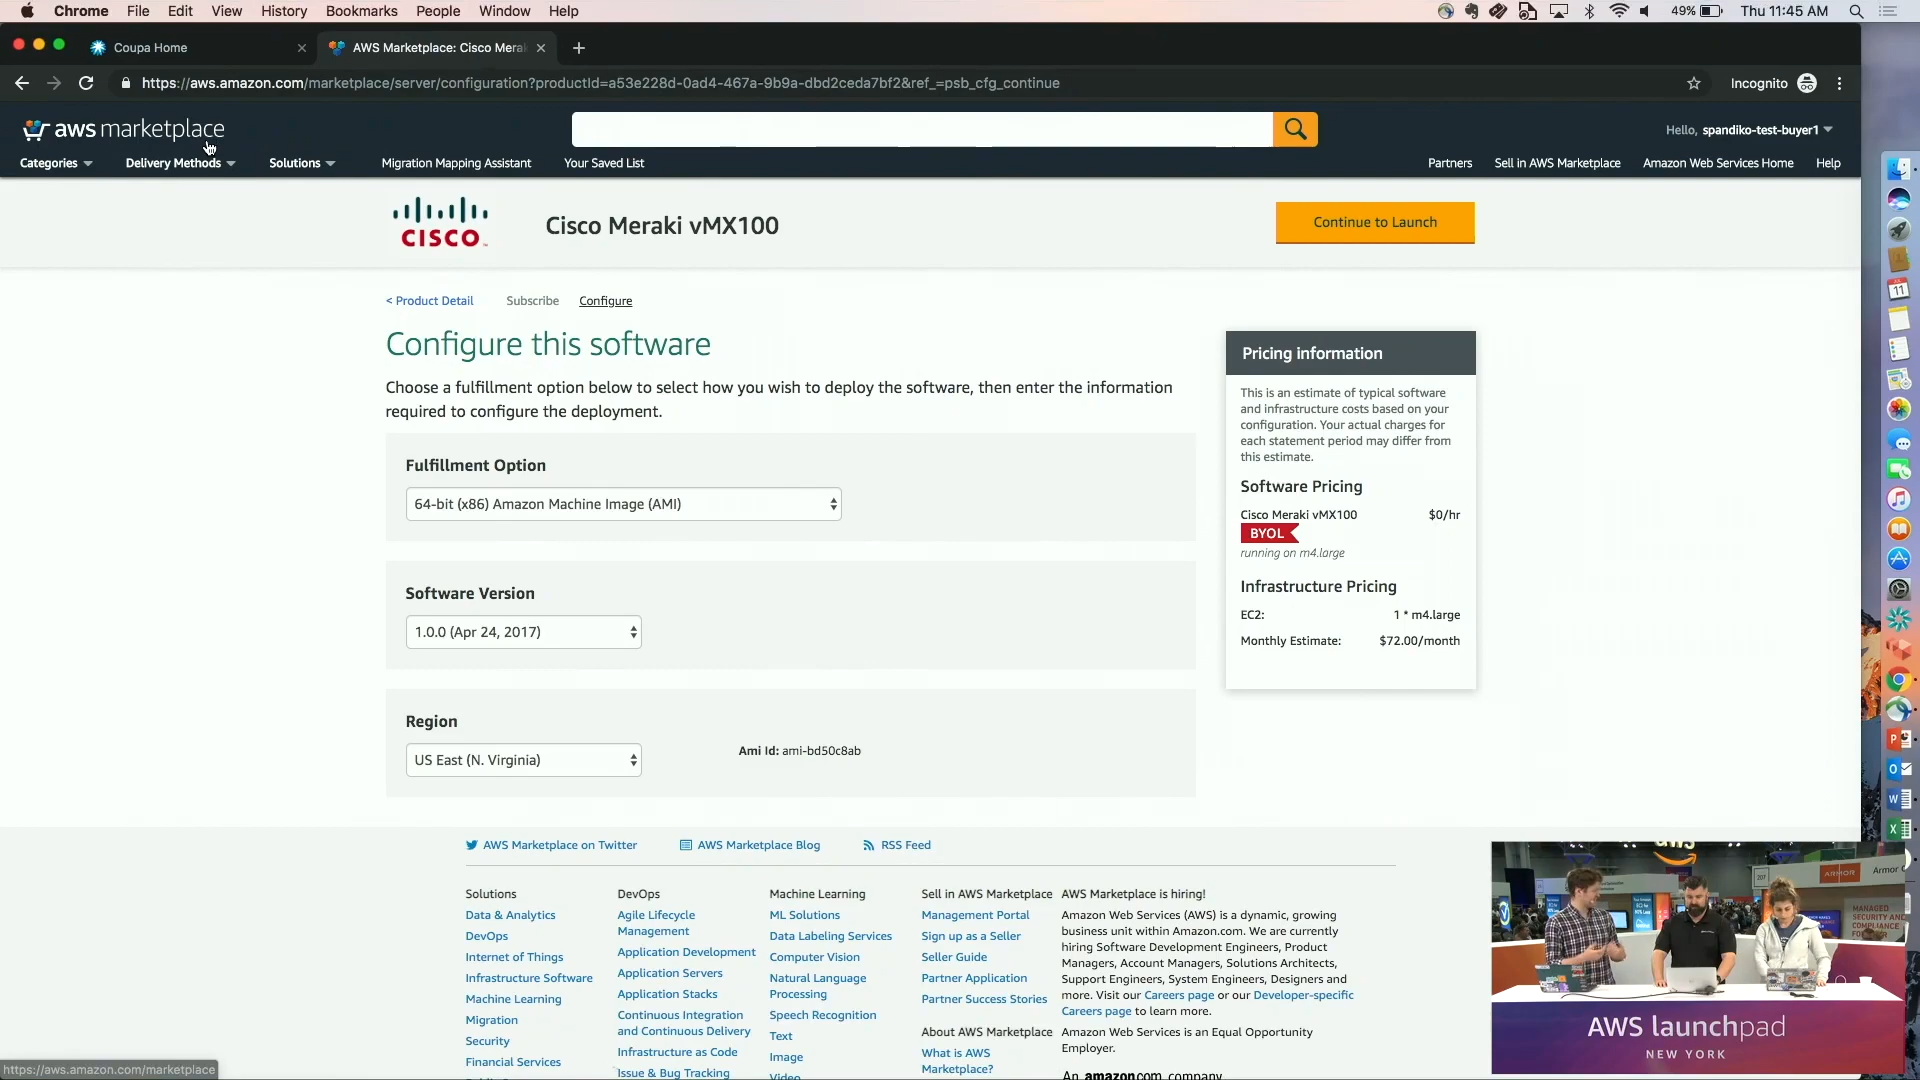 Chrome File Edit View History Bookmarks People Window Help
49% Thu 11:45 AM
Coupa Home
AWS Marketplace: Cisco Merak
https://aws.amazon.com/marketplace/server/configuration?productId=a53e228d-0ad4-467a-9b9a-dbd2ceda7bf2&ref_=psb_cfg_continue
Incognito
aws marketplace
Hello, spandiko-test-buyer1
Categories Delivery Methods Solutions Migration Mapping Assistant Your Saved List
Partners Sell in AWS Marketplace Amazon Web Services Home Help
CISCO
Cisco Meraki vMX100
Continue to Launch
< Product Detail Subscribe Configure
Configure this software
Choose a fulfillment option below to select how you wish to deploy the software, then enter the information
required to configure the deployment.
Fulfillment Option
64-bit (x86) Amazon Machine Image (AMI)
Software Version
1.0.0 (Apr 24, 2017)
Region
US East (N. Virginia)
Ami Id: ami-bd50c8ab
Pricing information
This is an estimate of typical software
and infrastructure costs based on your
configuration. Your actual charges for
each statement period may differ from
this estimate.
Software Pricing
Cisco Meraki vMX100 $0/hr
BYOL
running on m4.large
Infrastructure Pricing
EC2: 1 * m4.large
Monthly Estimate: $72.00/month
AWS Marketplace on Twitter
AWS Marketplace Blog
RSS Feed
Solutions
Data & Analytics
DevOps
Internet of Things
Infrastructure Software
Machine Learning
Migration
Security
Financial Services
DevOps
Agile Lifecycle
Management
Application Development
Application Servers
Application Stacks
Continuous Integration
and Continuous Delivery
Infrastructure as Code
Issue & Bug Tracking
Machine Learning
ML Solutions
Data Labeling Services
Computer Vision
Natural Language
Processing
Speech Recognition
Text
Image
Video
Sell in AWS Marketplace
Management Portal
Sign up as a Seller
Seller Guide
Partner Application
Partner Success Stories
About AWS Marketplace
What is AWS
Marketplace?
AWS Marketplace is hiring!
Amazon Web Services (AWS) is a dynamic, growing
business unit within Amazon.com. We are currently
hiring Software Development Engineers, Product
Managers, Account Managers, Solutions Architects,
Support Engineers, System Engineers, Designers and
more. Visit our Careers page or our Developer-specific
Careers page to learn more.
Amazon Web Services is an Equal Opportunity
Employer.
An amazon.com company
https://aws.amazon.com/marketplace
11
aws
207
ARMOR
Armor
MANAGED
SECURITY AND
COMPLIANCE
AWS launchpad
NEW YORK